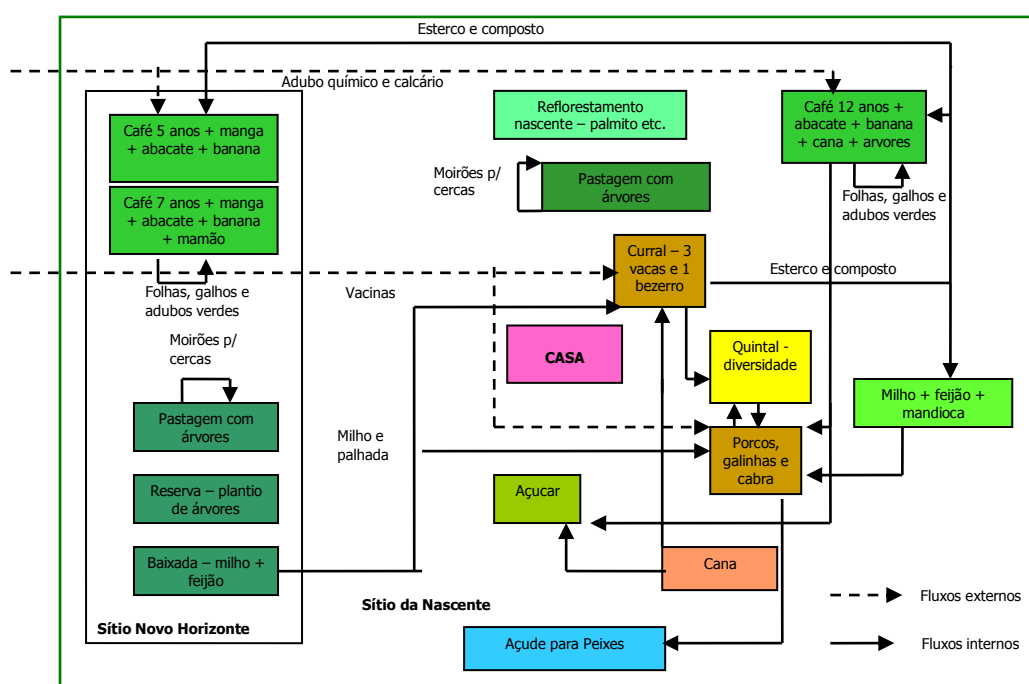 Esterco e composto
Adubo químico e calcário
Café 5 anos + manga
+ abacate + banana
Café 7 anos + manga
+ abacate + banana
+ mamão
Folhas, galhos e
adubos verdes
Moirões p/
cercas
Pastagem com
árvores
Reserva – plantio
de árvores
Baixada – milho +
feijão
Sítio Novo Horizonte
Reflorestamento
nascente – palmito etc.
Moirões p/
cercas
Pastagem com
árvores
Café 12 anos +
abacate + banana
+ cana + arvores
Folhas, galhos e
adubos verdes
Vacinas
Curral – 3
vacas e 1
bezerro
Esterco e composto
CASA
Quintal -
diversidade
Milho + feijão +
mandioca
Milho e
palhada
Porcos,
galinhas e
cabra
Açucar
Cana
Sítio da Nascente
Açude para Peixes
Fluxos externos
Fluxos internos